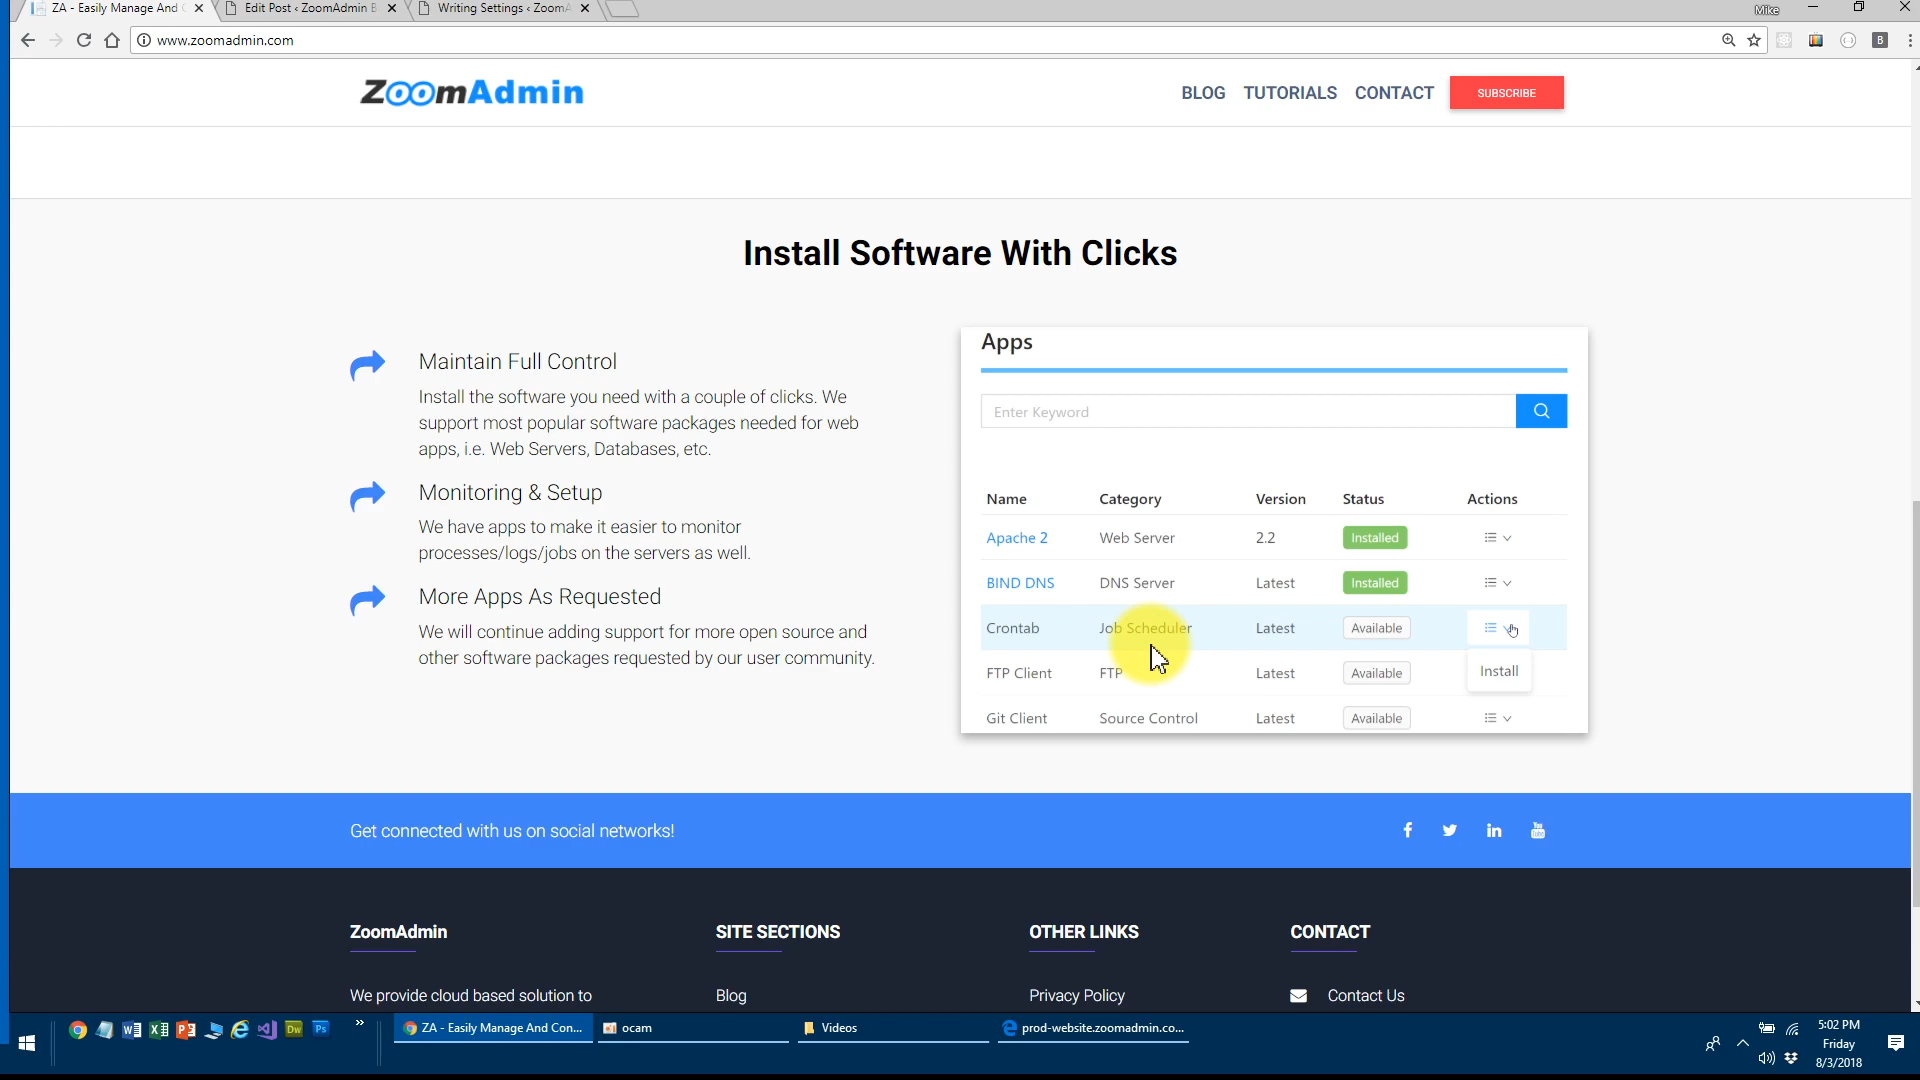 ZA - Easily Manage And C
Edit Post ‹ ZoomAdmin B
Writing Settings ‹ ZoomA
Mike
www.zoomadmin.com
ZoomAdmin
BLOG
TUTORIALS
CONTACT
SUBSCRIBE
Install Software With Clicks
Maintain Full Control
Install the software you need with a couple of clicks. We
support most popular software packages needed for web
apps, i.e. Web Servers, Databases, etc.
Monitoring & Setup
We have apps to make it easier to monitor
processes/logs/jobs on the servers as well.
More Apps As Requested
We will continue adding support for more open source and
other software packages requested by our user community.
Apps
Enter Keyword
Name Category Version Status Actions
Apache 2 Web Server 2.2 Installed
BIND DNS DNS Server Latest Installed
Crontab Job Scheduler Latest Available
FTP Client FTP Latest Available
Install
Git Client Source Control Latest Available
Get connected with us on social networks!
ZoomAdmin
SITE SECTIONS
OTHER LINKS
CONTACT
We provide cloud based solution to
Blog
Privacy Policy
Contact Us
ZA - Easily Manage And Con...
ocam
Videos
prod-website.zoomadmin.co...
5:02 PM
Friday
8/3/2018